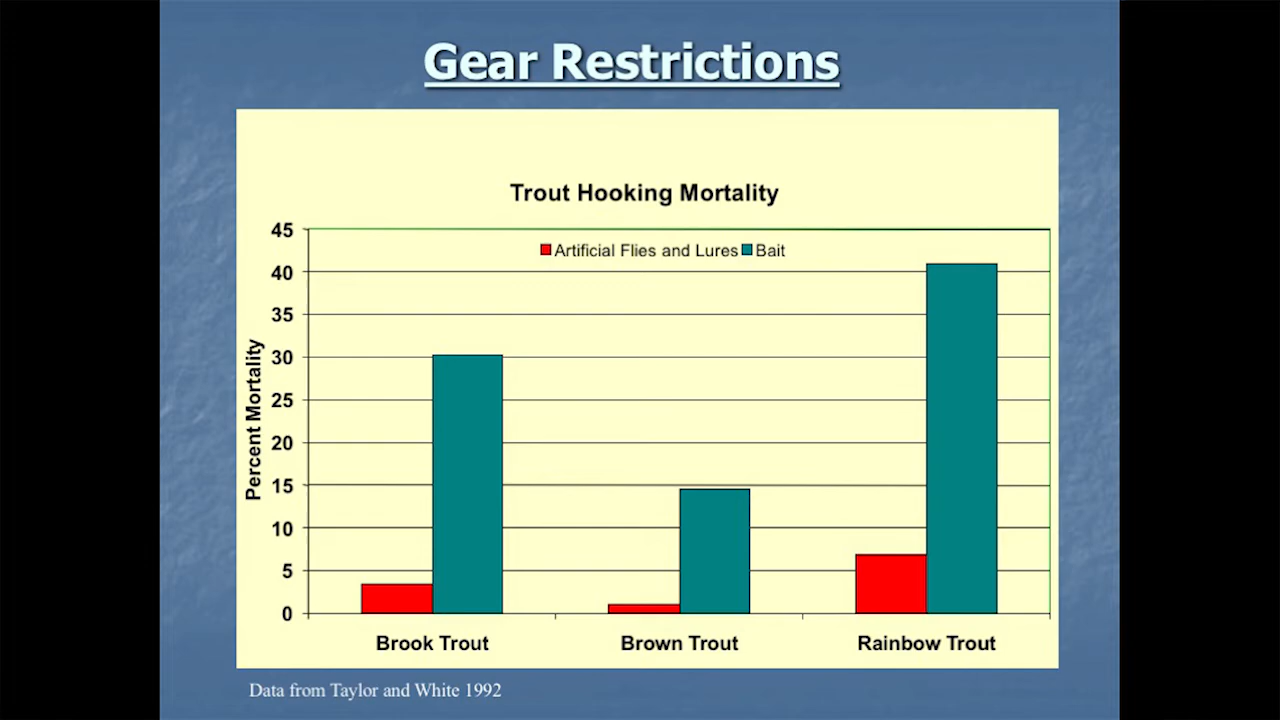 Gear Restrictions
Trout Hooking Mortality
Artificial Flies and Lures Bait
Percent Mortality
45
40
35
30
25
20
15
10
5
0
Brook Trout Brown Trout Rainbow Trout
Data from Taylor and White 1992